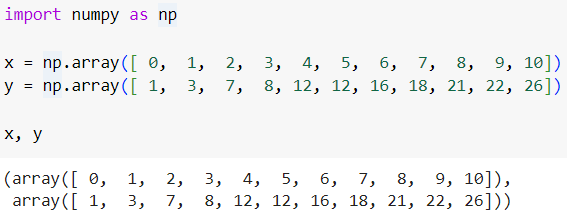 import numpy as np
x = np.array([ 0,  1,  2,  3,  4,  5,  6,  7,  8,  9, 10])
y = np.array([ 1,  3,  7,  8, 12, 12, 16, 18, 21, 22, 26])
x, y
(array([ 0,  1,  2,  3,  4,  5,  6,  7,  8,  9, 10]),
 array([ 1,  3,  7,  8, 12, 12, 16, 18, 21, 22, 26]))